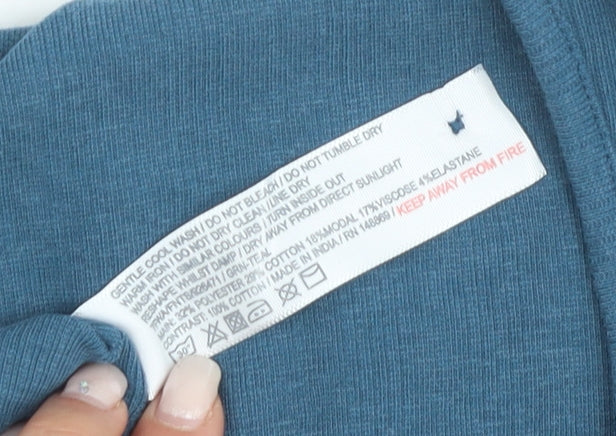 GENTLE COOL WASH / DO NOT BLEACH / DO NOT TUMBLE DRY
WARM IRON / DO NOT DRY CLEAN / LINE DRY
WASH WITH SIMILAR COLOURS / TURN INSIDE OUT
RESHAPE WHILST DAMP / DRY AWAY FROM DIRECT SUNLIGHT
GRN-TEAL
MAIN: 32% POLYESTER 29% COTTON 18%MODAL 17%VISCOSE 4%ELASTANE
CONTRAST: 100% COTTON / MADE IN INDIA / RN 148869 / KEEP AWAY FROM FIRE
30°